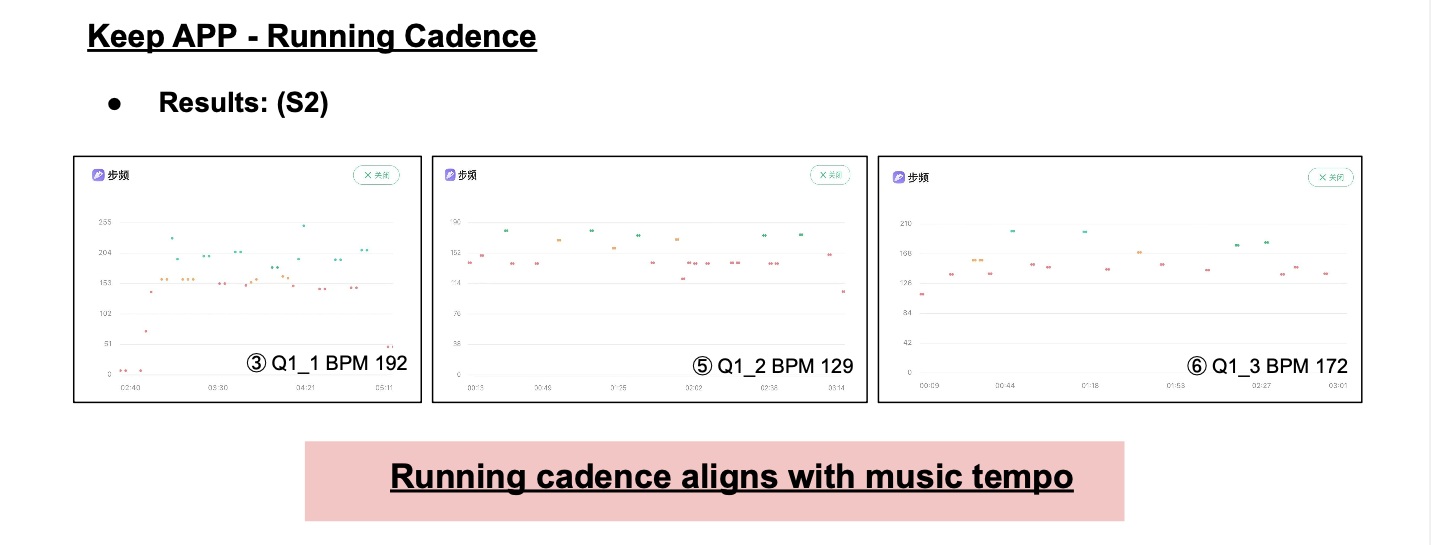 Keep APP - Running Cadence
● Results: (S2)
步频
× 关闭
255
204
153
102
51
0
02:40 03:30 04:21 05:11
③ Q1_1 BPM 192
步频
× 关闭
190
152
114
76
38
0
00:13 00:49 01:25 02:02 02:38 03:14
⑤ Q1_2 BPM 129
步频
× 关闭
210
168
126
84
42
0
00:09 00:44 01:18 01:53 02:27 03:01
⑥ Q1_3 BPM 172
Running cadence aligns with music tempo